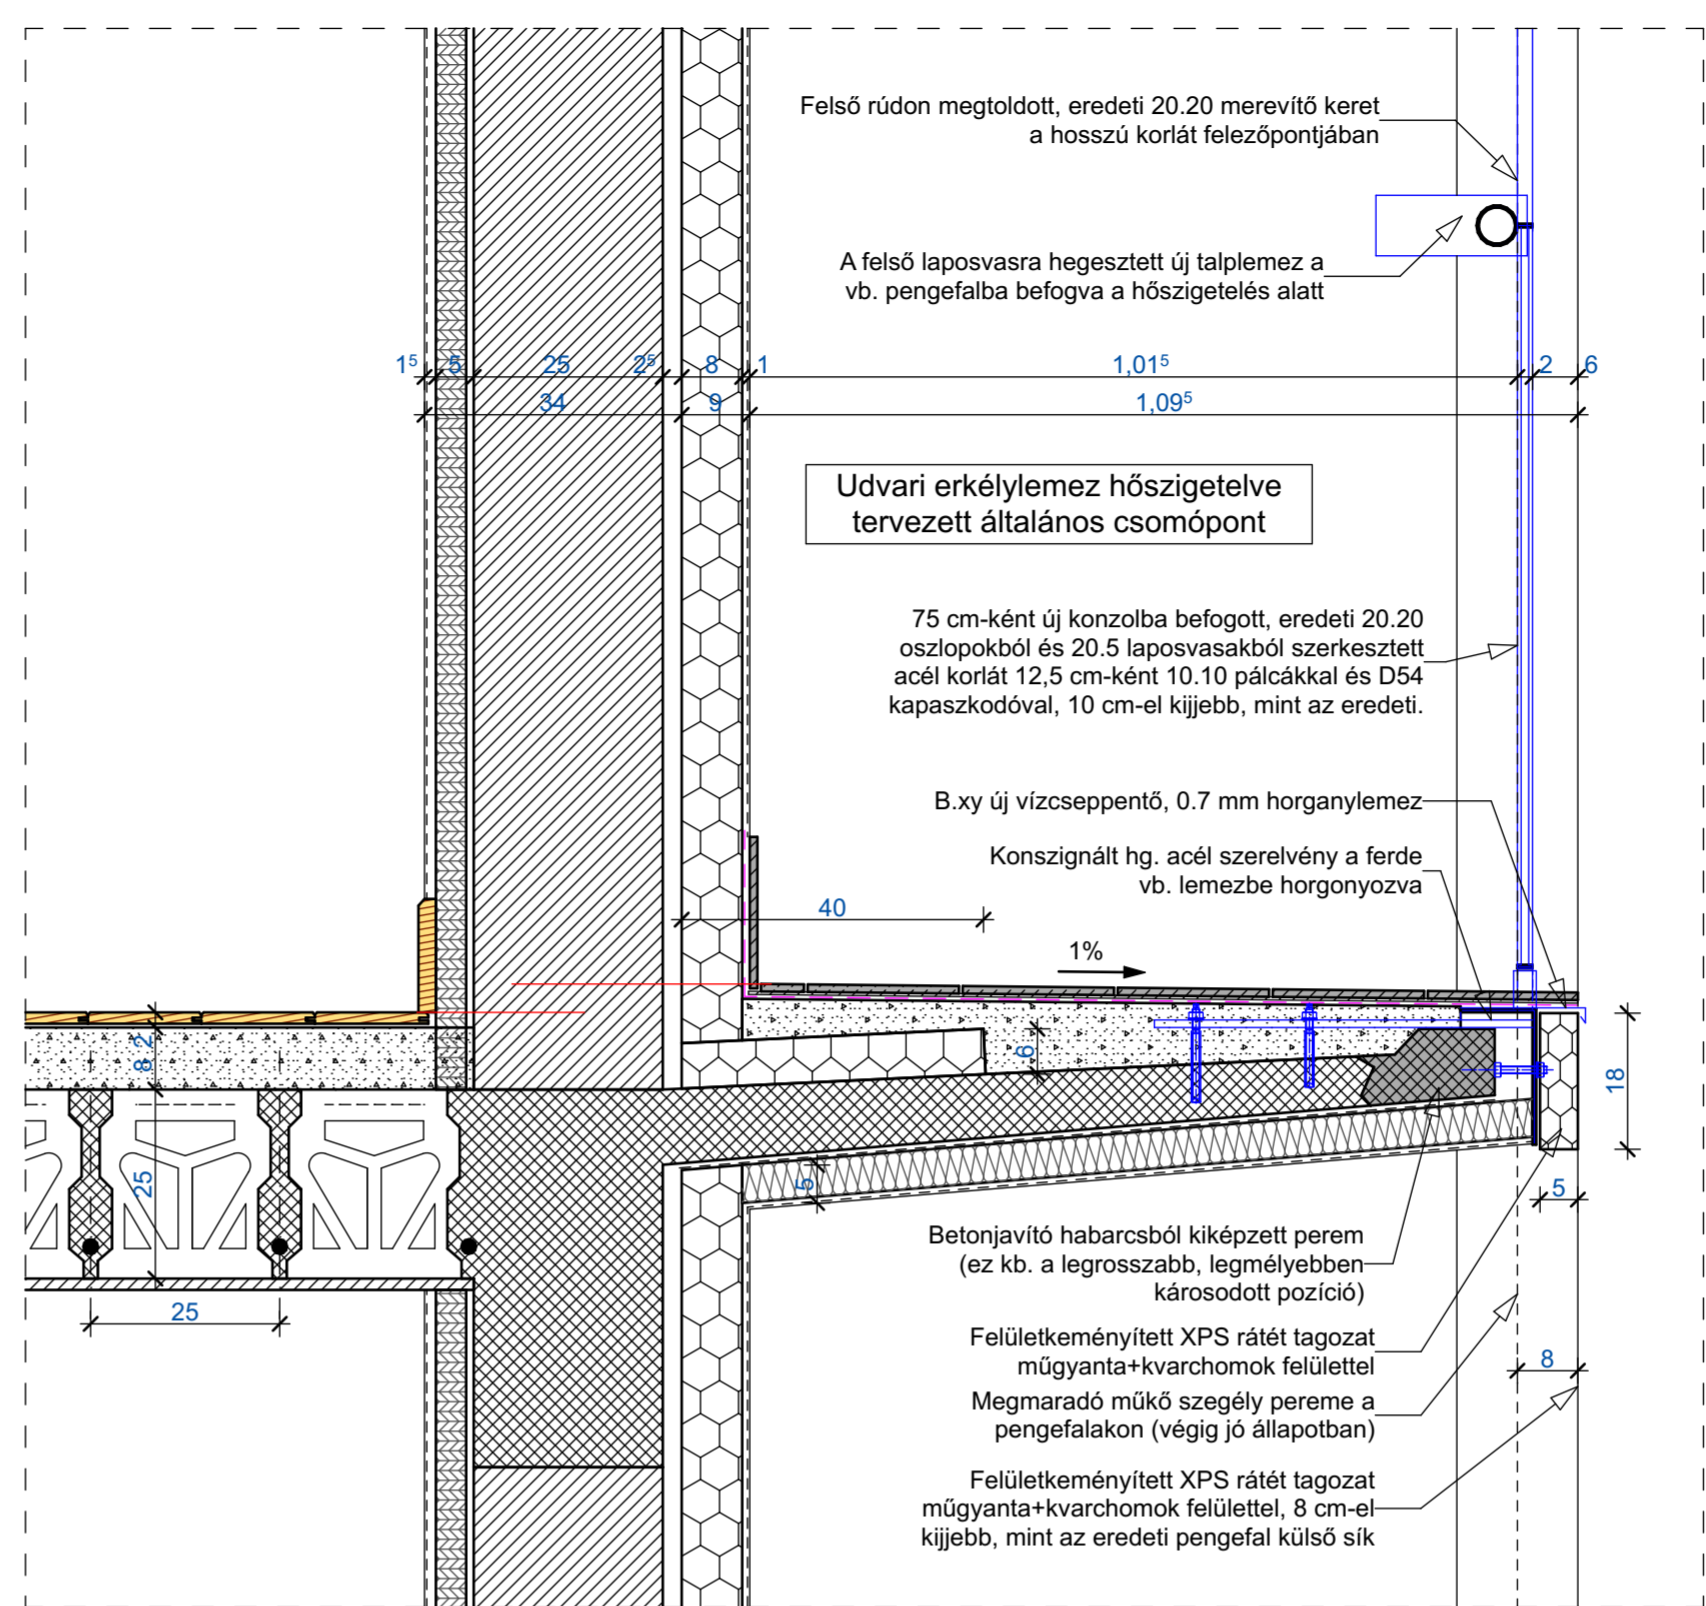 Felső rúdon megtoldott, eredeti 20.20 merevítő keret
a hosszú korlát felezőpontjában
A felső laposvasra hegesztett új talplemez a
vb. pengefalba befogva a hőszigetelés alatt
1⁵ 5 25 2⁵ 8 1 1,01⁵ 2 6
34 9 1,09⁵
Udvari erkélylemez hőszigetelve
tervezett általános csomópont
75 cm-ként új konzolba befogott, eredeti 20.20
oszlopokból és 20.5 laposvasakból szerkesztett
acél korlát 12,5 cm-ként 10.10 pálcákkal és D54
kapaszkodóval, 10 cm-el kijjebb, mint az eredeti.
B.xy új vízcseppentő, 0.7 mm horganylemez
Konszignált hg. acél szerelvény a ferde
vb. lemezbe horgonyozva
40
1%
2
8
6
18
25
5
5
25
Betonjavító habarcsból kiképzett perem
(ez kb. a legrosszabb, legmélyebben
károsodott pozíció)
Felületkeményített XPS rátét tagozat
műgyanta+kvarchomok felülettel
8
Megmaradó műkő szegély pereme a
pengefalakon (végig jó állapotban)
Felületkeményített XPS rátét tagozat
műgyanta+kvarchomok felülettel, 8 cm-el
kijjebb, mint az eredeti pengefal külső sík